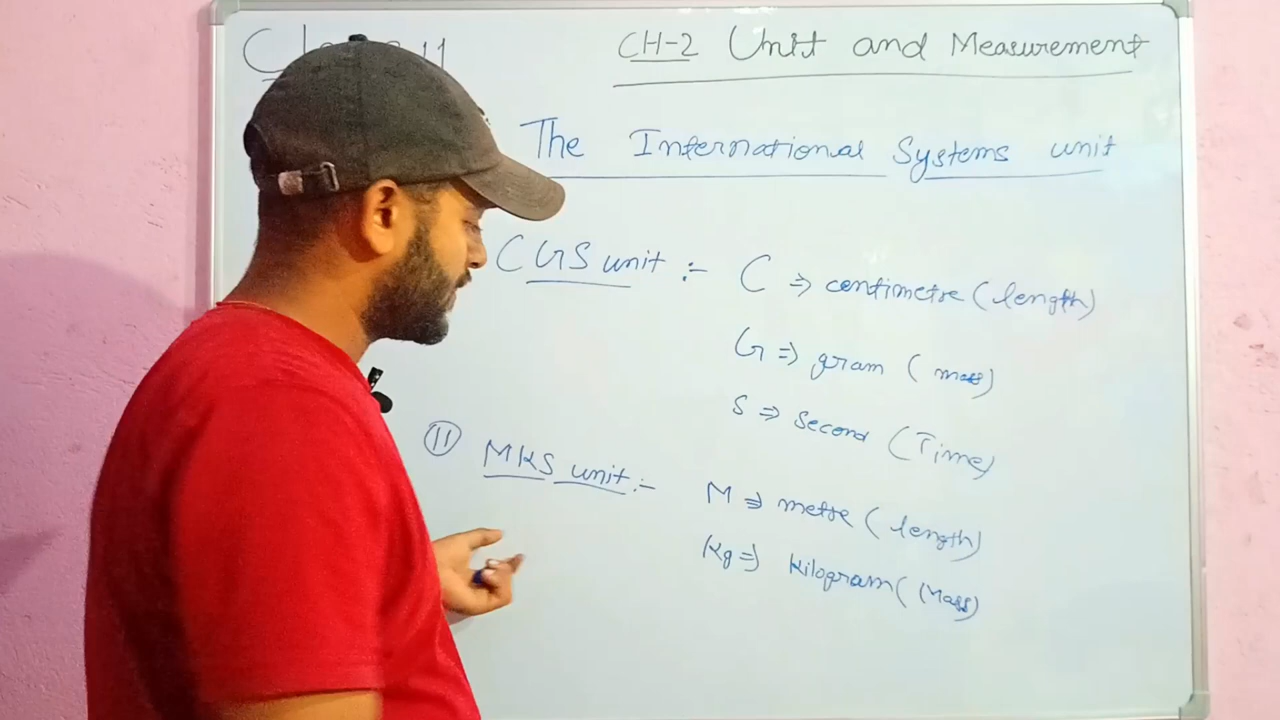 CH-2 Unit and Measurement
The International Systems unit
CGS unit :- C ⇒ centimetre (length)
G ⇒ gram (mass)
S ⇒ Second (Time)
(11) MKS unit :- M ⇒ metre (length)
Kg ⇒ Kilogram (Mass)